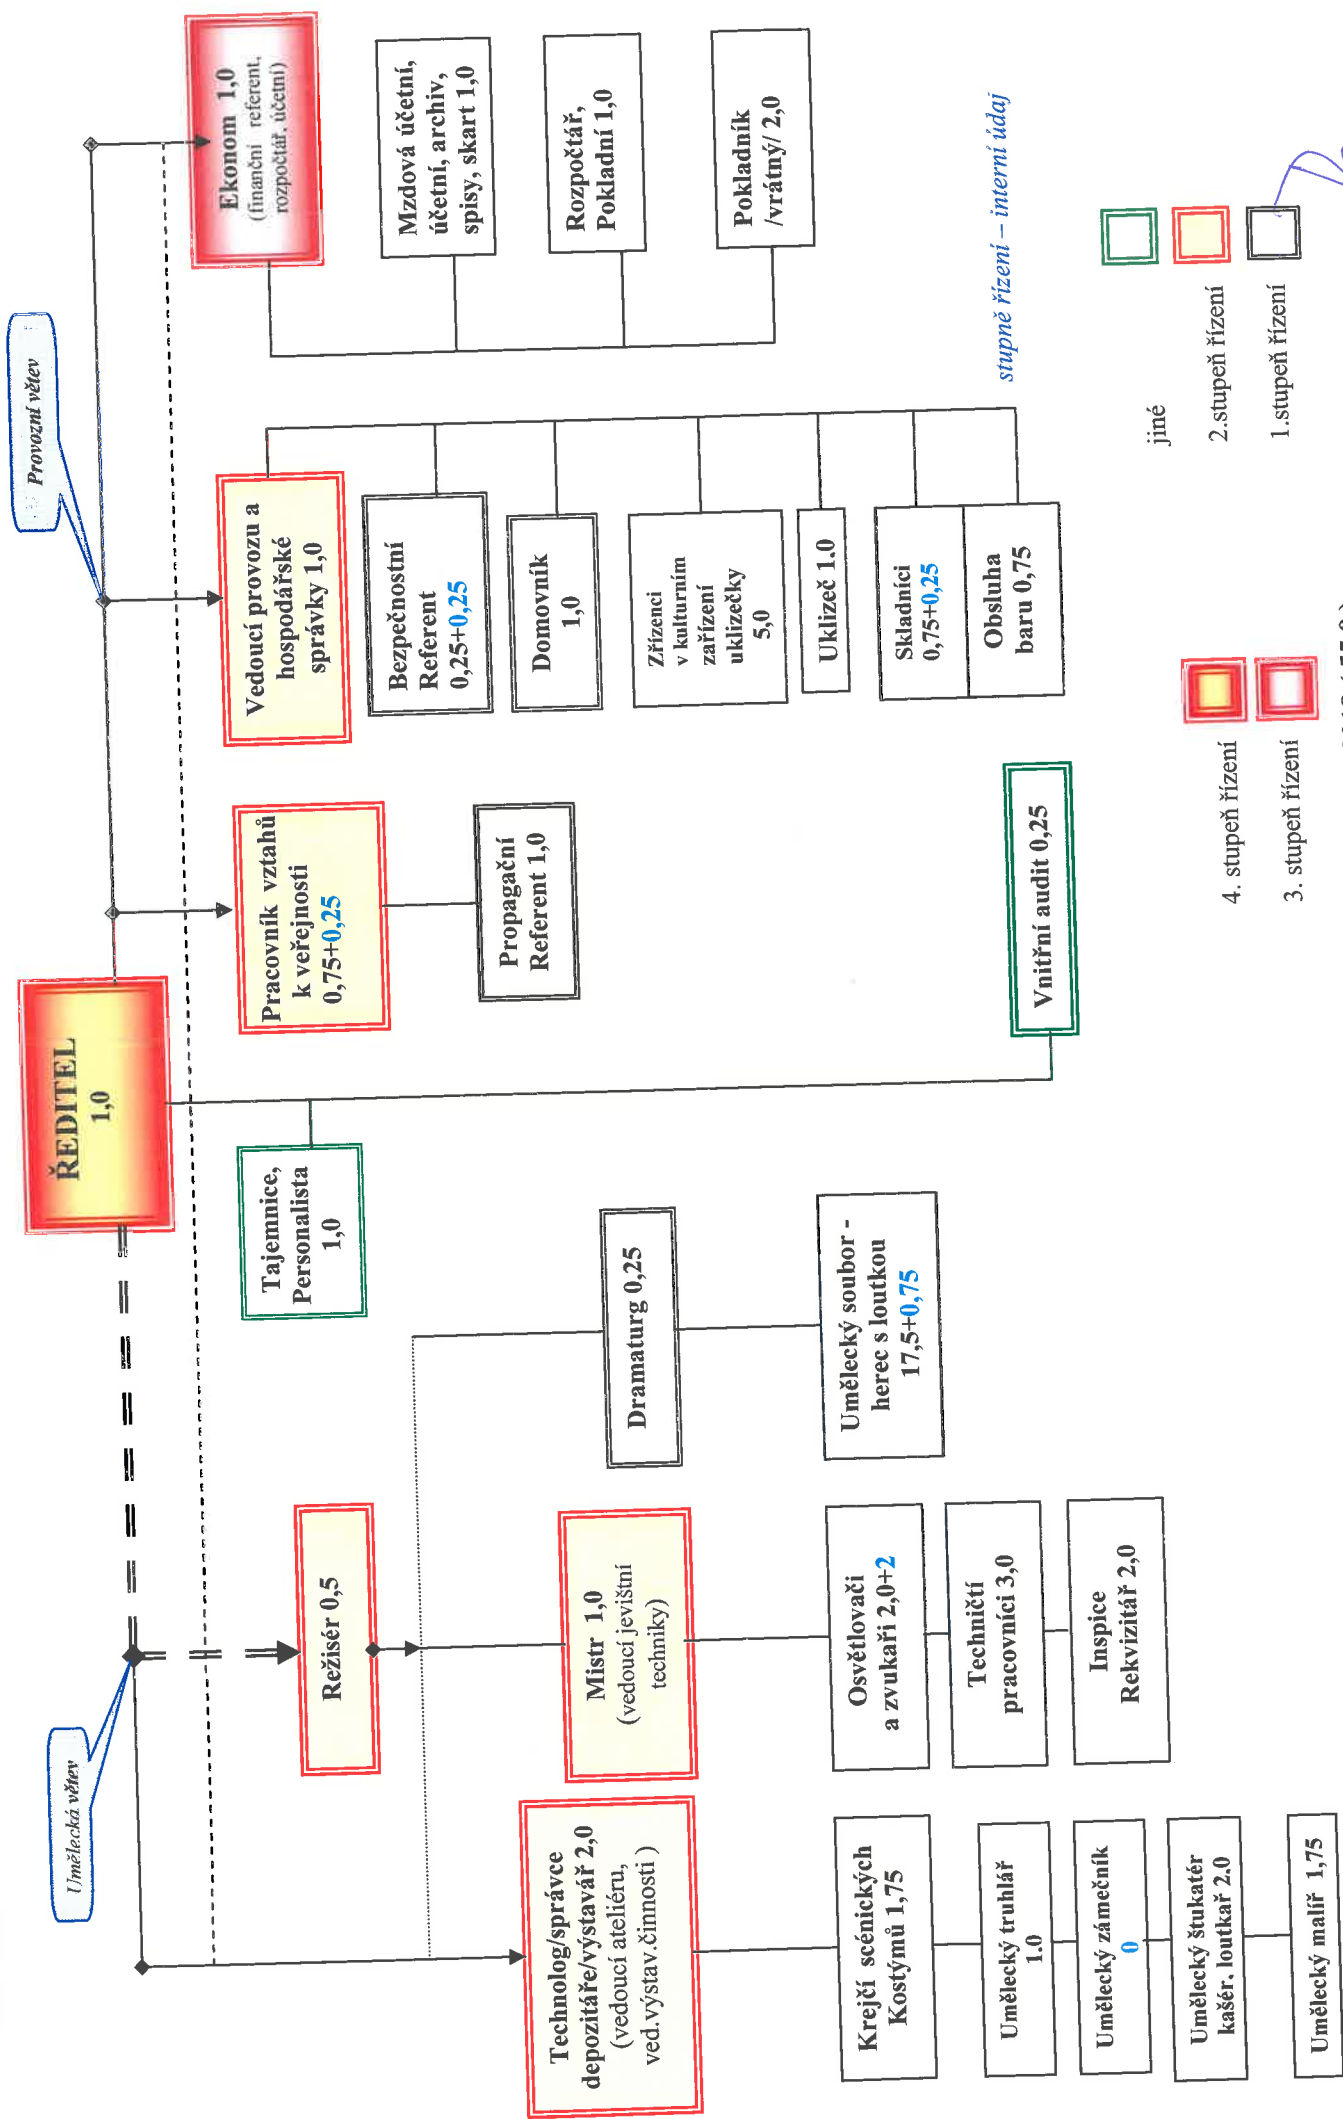 Umělecká větev
Provozní větev
ŘEDITEL
1,0
Ekonom 1,0
(finanční referent,
rozpočtář, účetní)
Tajemnice,
Personalista
1,0
Pracovník vztahů
k veřejnosti
0,75+0,25
Vedoucí provozu a
hospodářské
správky 1,0
Režisér 0,5
Mzdová účetní,
účetní, archiv,
spisy, skart 1,0
Bezpečnostní
Referent
0,25+0,25
Propagační
Referent 1,0
Domovník
1,0
Rozpočtář,
Pokladní 1,0
Technolog/správce
depozitáře/výstavář 2,0
(vedoucí ateliéru,
ved.výstav.činnosti )
Mistr 1,0
(vedoucí jevištní
techniky)
Dramaturg 0,25
Zřízenci
v kulturním
zařízení
uklizečky
5,0
Pokladník
/vrátný/ 2,0
Uklizeč 1.0
Krejčí scénických
Kostýmů 1,75
Osvětlovači
a zvukaři 2,0+2
Umělecký soubor -
herec s loutkou
17,5+0,75
Skladníci
0,75+0,25
Obsluha
baru 0,75
Umělecký truhlář
1.0
Techničtí
pracovníci 3,0
Vnitřní audit 0,25
stupně řízení – interní údaj
Umělecký zámečník
0
Inspice
Rekvizitář 2,0
Umělecký štukatér
kašér. loutkař 2.0
Umělecký malíř 1,75
jiné
4. stupeň řízení
2.stupeň řízení
3. stupeň řízení
1.stupeň řízení